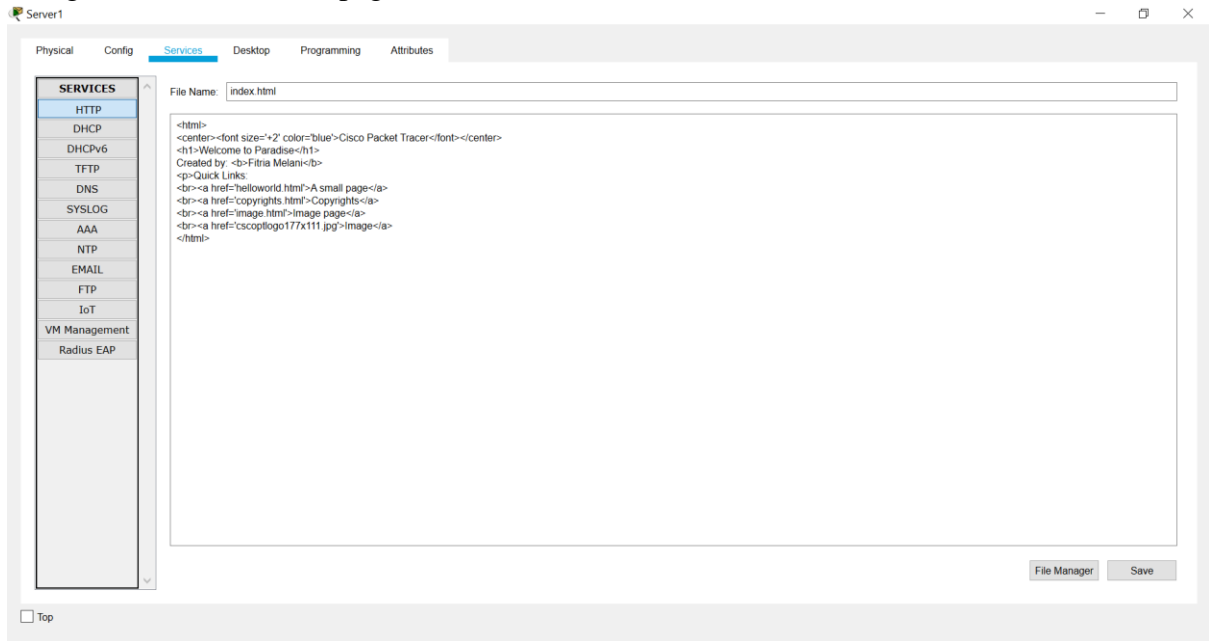 Server1
Physical Config Services Desktop Programming Attributes
SERVICES
HTTP
DHCP
DHCPv6
TFTP
DNS
SYSLOG
AAA
NTP
EMAIL
FTP
IoT
VM Management
Radius EAP
File Name: index.html
<html>
<center><font size='+2' color='blue'>Cisco Packet Tracer</font></center>
<h1>Welcome to Paradise</h1>
Created by: <b>Fitria Melani</b>
<p>Quick Links:
<br><a href='helloworld.html'>A small page</a>
<br><a href='copyrights.html'>Copyrights</a>
<br><a href='image.html'>Image page</a>
<br><a href='cscoptlogo177x111.jpg'>Image</a>
</html>
File Manager Save
Top